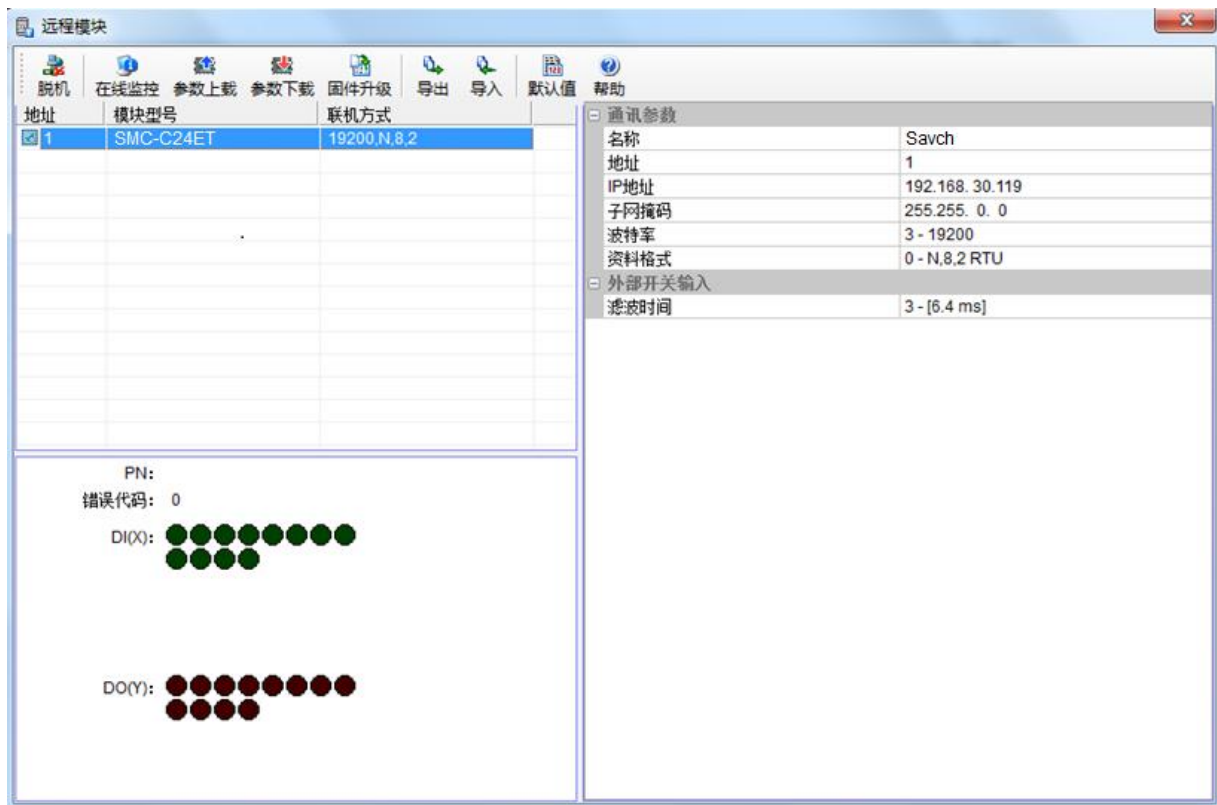 远程模块
脱机 在线监控 参数上载 参数下载 固件升级 导出 导入 默认值 帮助
地址 模块型号 联机方式
1 SMC-C24ET 19200,N,8,2
PN:
错误代码: 0
DI(X):
DO(Y):
通讯参数
名称 Savch
地址 1
IP地址 192.168. 30.119
子网掩码 255.255. 0. 0
波特率 3 - 19200
资料格式 0 - N,8,2 RTU
外部开关输入
滤波时间 3 - [6.4 ms]